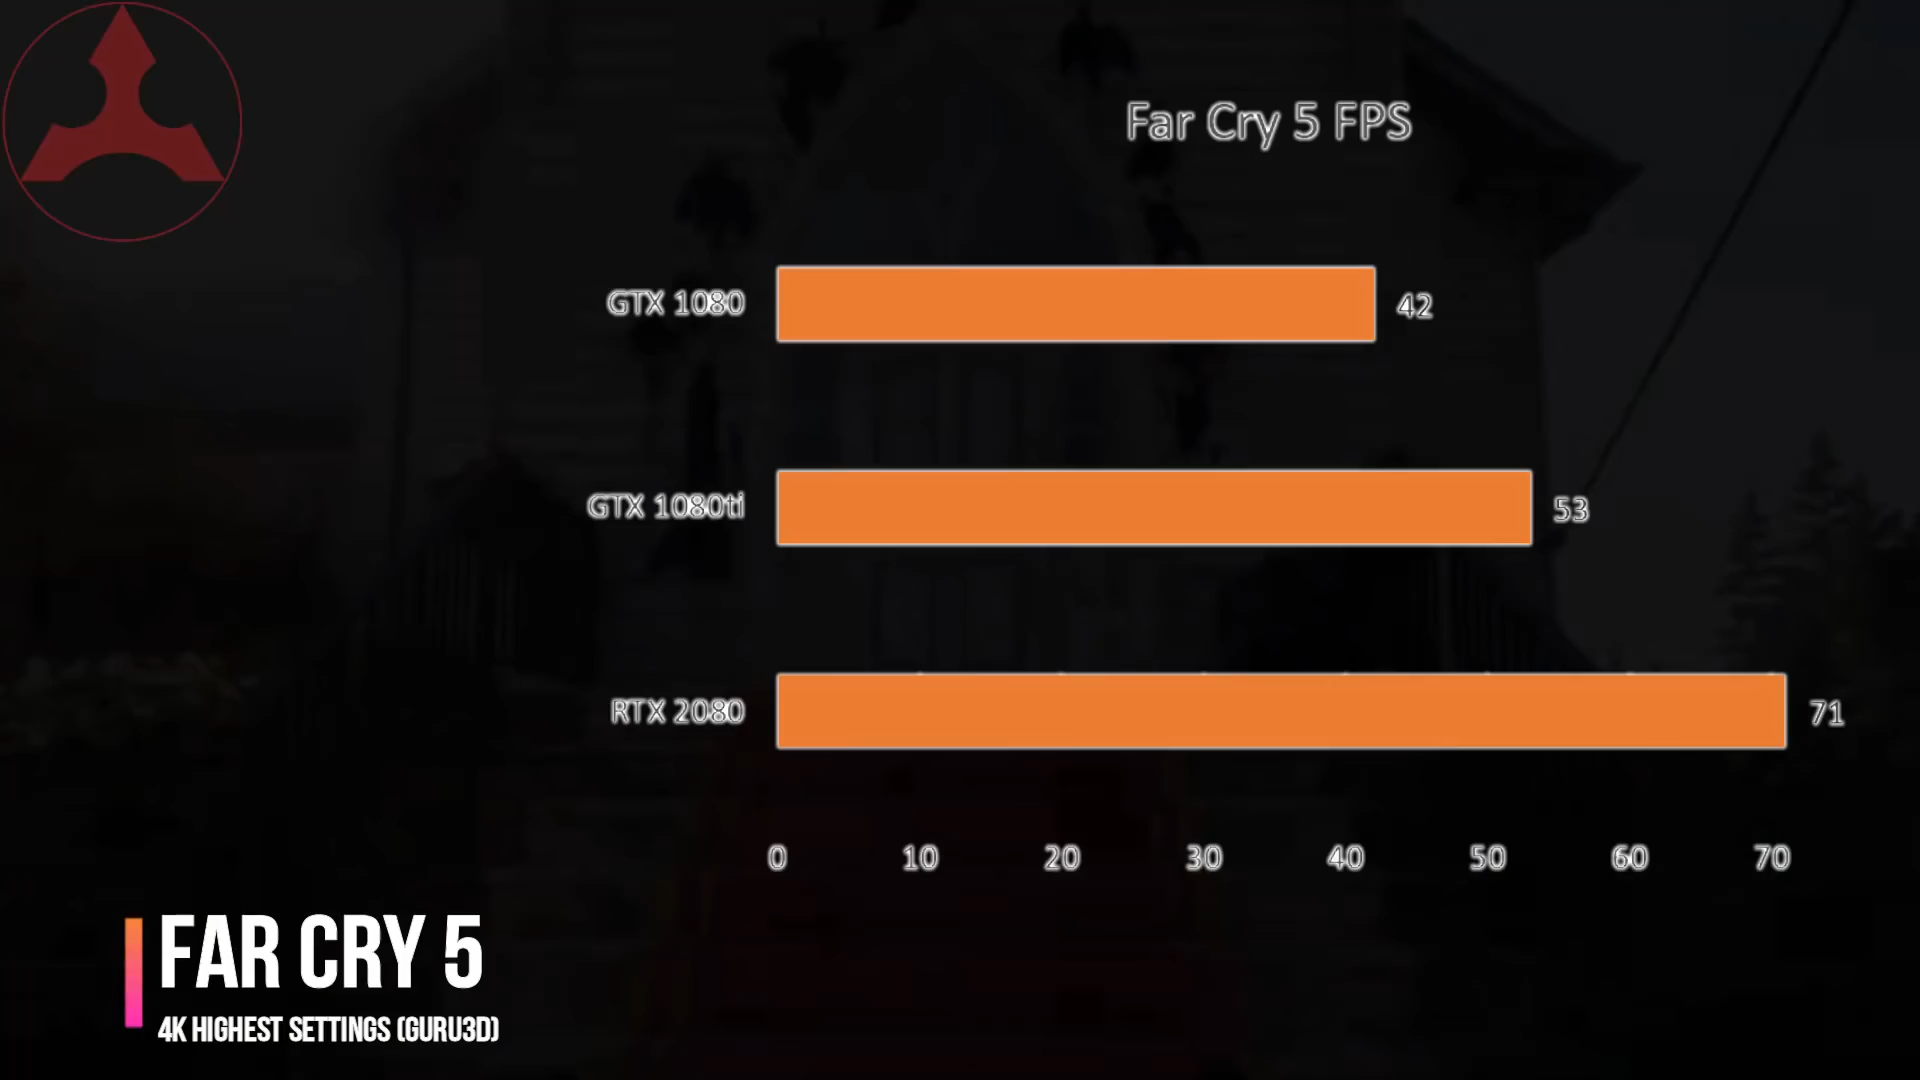 Far Cry 5 FPS
GTX 1080 42
GTX 1080ti 53
RTX 2080 71
0 10 20 30 40 50 60 70
FAR CRY 5
4K HIGHEST SETTINGS (GURU3D)